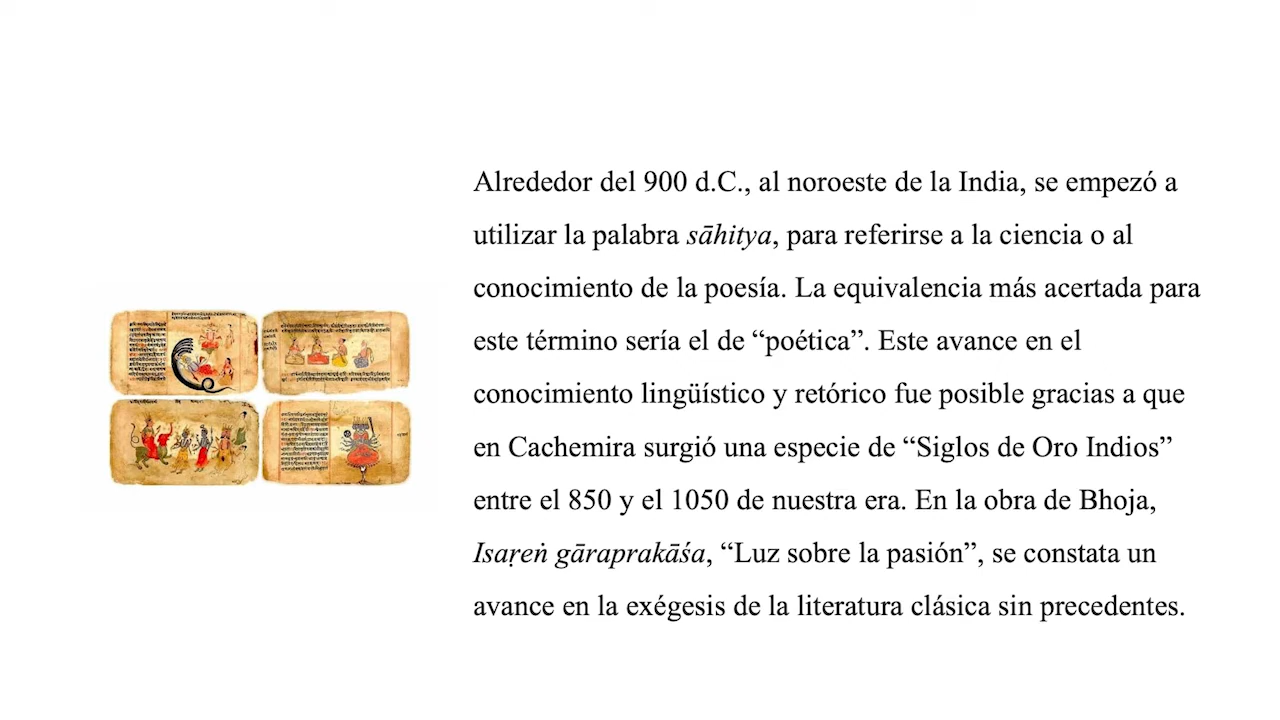 Alrededor del 900 d.C., al noroeste de la India, se empezó a
utilizar la palabra sāhitya, para referirse a la ciencia o al
conocimiento de la poesía. La equivalencia más acertada para
este término sería el de “poética”. Este avance en el
conocimiento lingüístico y retórico fue posible gracias a que
en Cachemira surgió una especie de “Siglos de Oro Indios”
entre el 850 y el 1050 de nuestra era. En la obra de Bhoja,
Isaṛeṅ gāraprakāśa, “Luz sobre la pasión”, se constata un
avance en la exégesis de la literatura clásica sin precedentes.